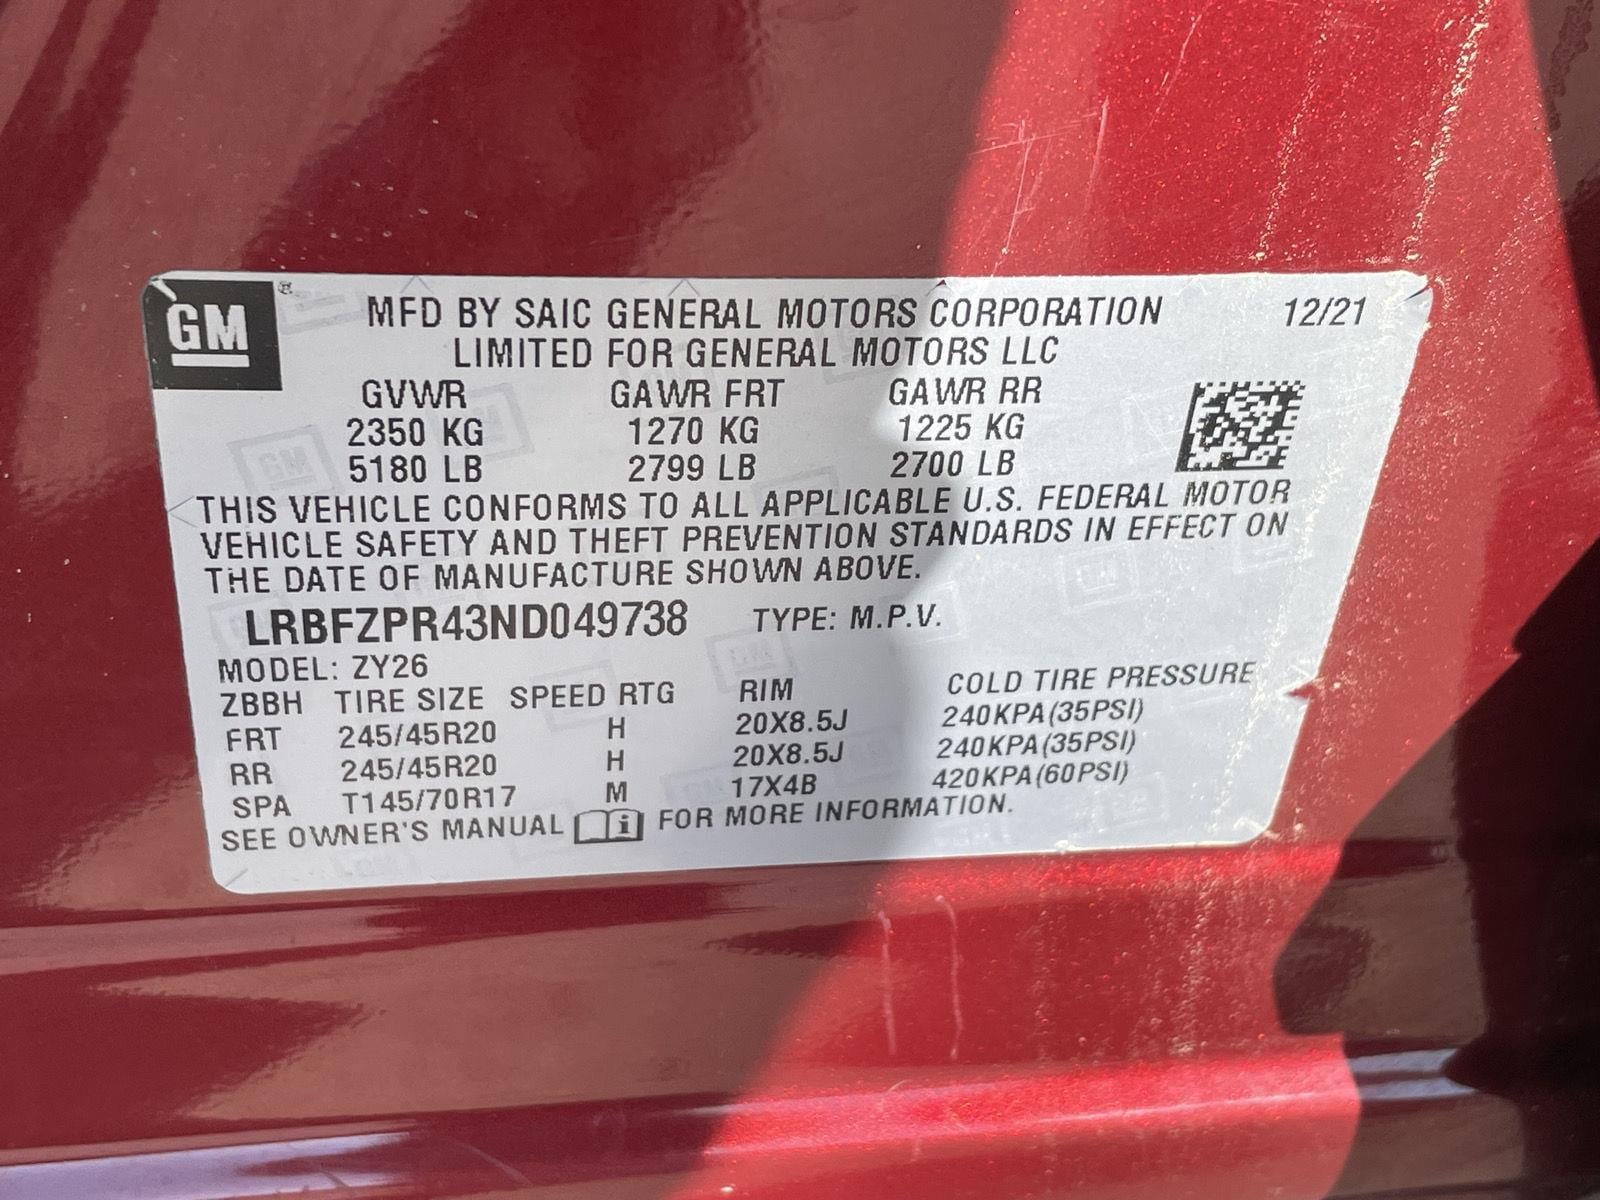 GM ®
MFD BY SAIC GENERAL MOTORS CORPORATION 12/21
LIMITED FOR GENERAL MOTORS LLC
GVWR GAWR FRT GAWR RR
2350 KG 1270 KG 1225 KG
5180 LB 2799 LB 2700 LB
THIS VEHICLE CONFORMS TO ALL APPLICABLE U.S. FEDERAL MOTOR
VEHICLE SAFETY AND THEFT PREVENTION STANDARDS IN EFFECT ON
THE DATE OF MANUFACTURE SHOWN ABOVE.
LRBFZPR43ND049738 TYPE: M.P.V.
MODEL: ZY26
ZBBH TIRE SIZE SPEED RTG RIM COLD TIRE PRESSURE
FRT 245/45R20 H 20X8.5J 240KPA(35PSI)
RR 245/45R20 H 20X8.5J 240KPA(35PSI)
SPA T145/70R17 M 17X4B 420KPA(60PSI)
SEE OWNER'S MANUAL i FOR MORE INFORMATION.